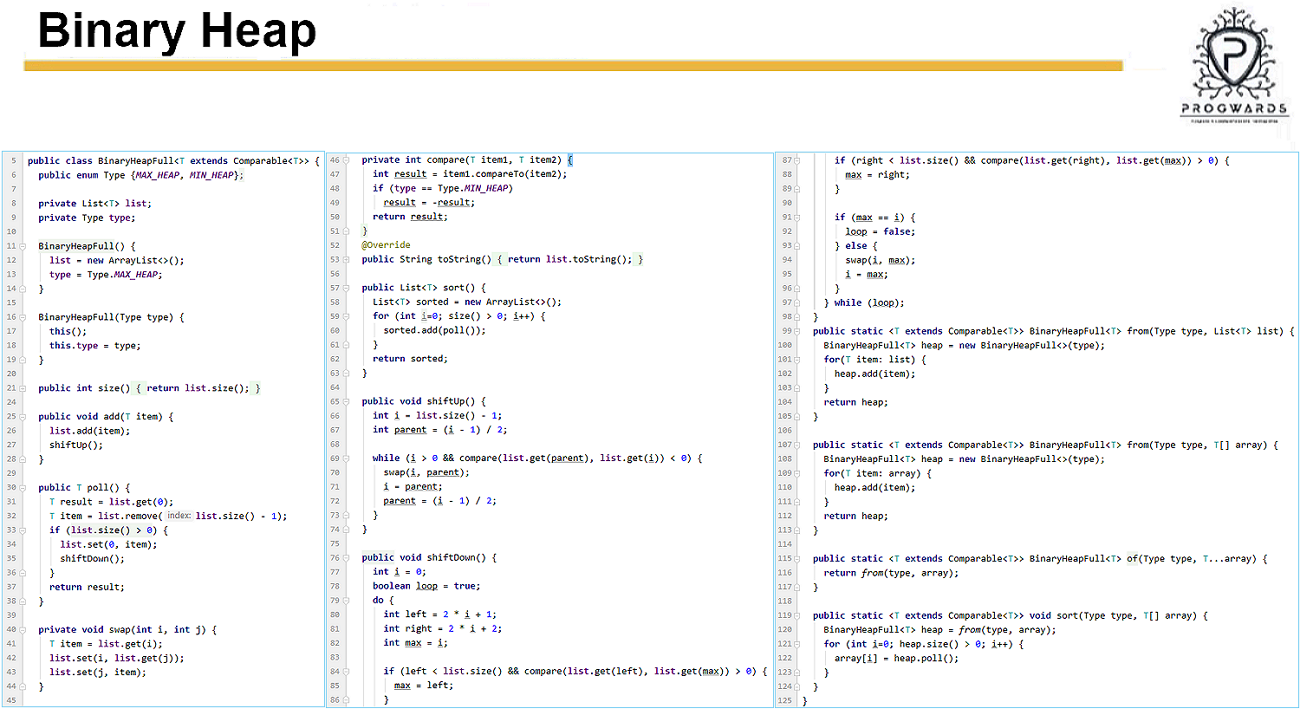 Binary Heap
PROGWARDS
5 public class BinaryHeapFull<T extends Comparable<T>> {
6 public enum Type {MAX_HEAP, MIN_HEAP};
7
8 private List<T> list;
9 private Type type;
10
11 BinaryHeapFull() {
12 list = new ArrayList<>();
13 type = Type.MAX_HEAP;
14 }
15
16 BinaryHeapFull(Type type) {
17 this();
18 this.type = type;
19 }
20
21 public int size() { return list.size(); }
24
25 public void add(T item) {
26 list.add(item);
27 shiftUp();
28 }
29
30 public T poll() {
31 T result = list.get(0);
32 T item = list.remove( index: list.size() - 1);
33 if (list.size() > 0) {
34 list.set(0, item);
35 shiftDown();
36 }
37 return result;
38 }
39
40 private void swap(int i, int j) {
41 T item = list.get(i);
42 list.set(i, list.get(j));
43 list.set(j, item);
44 }
45
46 private int compare(T item1, T item2) {
47 int result = item1.compareTo(item2);
48 if (type == Type.MIN_HEAP)
49 result = -result;
50 return result;
51 }
52 @Override
53 public String toString() { return list.toString(); }
56
57 public List<T> sort() {
58 List<T> sorted = new ArrayList<>();
59 for (int i=0; size() > 0; i++) {
60 sorted.add(poll());
61 }
62 return sorted;
63 }
64
65 public void shiftUp() {
66 int i = list.size() - 1;
67 int parent = (i - 1) / 2;
68
69 while (i > 0 && compare(list.get(parent), list.get(i)) < 0) {
70 swap(i, parent);
71 i = parent;
72 parent = (i - 1) / 2;
73 }
74 }
75
76 public void shiftDown() {
77 int i = 0;
78 boolean loop = true;
79 do {
80 int left = 2 * i + 1;
81 int right = 2 * i + 2;
82 int max = i;
83
84 if (left < list.size() && compare(list.get(left), list.get(max)) > 0) {
85 max = left;
86 }
87 if (right < list.size() && compare(list.get(right), list.get(max)) > 0) {
88 max = right;
89 }
90
91 if (max == i) {
92 loop = false;
93 } else {
94 swap(i, max);
95 i = max;
96 }
97 } while (loop);
98 }
99 public static <T extends Comparable<T>> BinaryHeapFull<T> from(Type type, List<T> list) {
100 BinaryHeapFull<T> heap = new BinaryHeapFull<>(type);
101 for(T item: list) {
102 heap.add(item);
103 }
104 return heap;
105 }
106
107 public static <T extends Comparable<T>> BinaryHeapFull<T> from(Type type, T[] array) {
108 BinaryHeapFull<T> heap = new BinaryHeapFull<>(type);
109 for(T item: array) {
110 heap.add(item);
111 }
112 return heap;
113 }
114
115 public static <T extends Comparable<T>> BinaryHeapFull<T> of(Type type, T...array) {
116 return from(type, array);
117 }
118
119 public static <T extends Comparable<T>> void sort(Type type, T[] array) {
120 BinaryHeapFull<T> heap = from(type, array);
121 for (int i=0; heap.size() > 0; i++) {
122 array[i] = heap.poll();
123 }
124 }
125 }